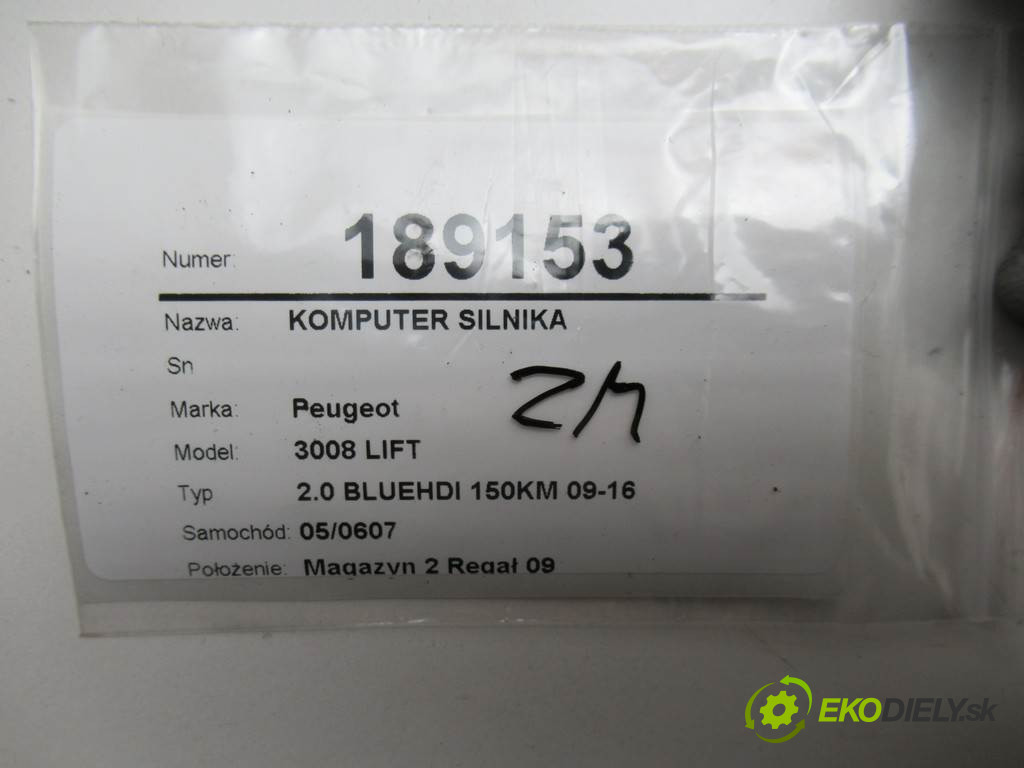 Numer: 189153
Nazwa: KOMPUTER SILNIKA
Sn
Marka: Peugeot
Model: 3008 LIFT
Typ 2.0 BLUEHDI 150KM 09-16
Samochód: 05/0607
Położenie: Magazyn 2 Regał 09
EKODIELY.sk